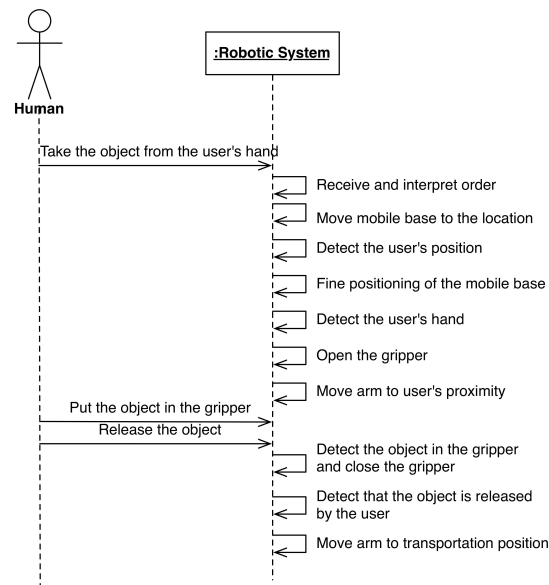 :Robotic System
Human
Take the object from the user's hand
Receive and interpret order
Move mobile base to the location
Detect the user's position
Fine positioning of the mobile base
Detect the user's hand
Open the gripper
Move arm to user's proximity
Put the object in the gripper
Release the object
Detect the object in the gripper
and close the gripper
Detect that the object is released
by the user
Move arm to transportation position